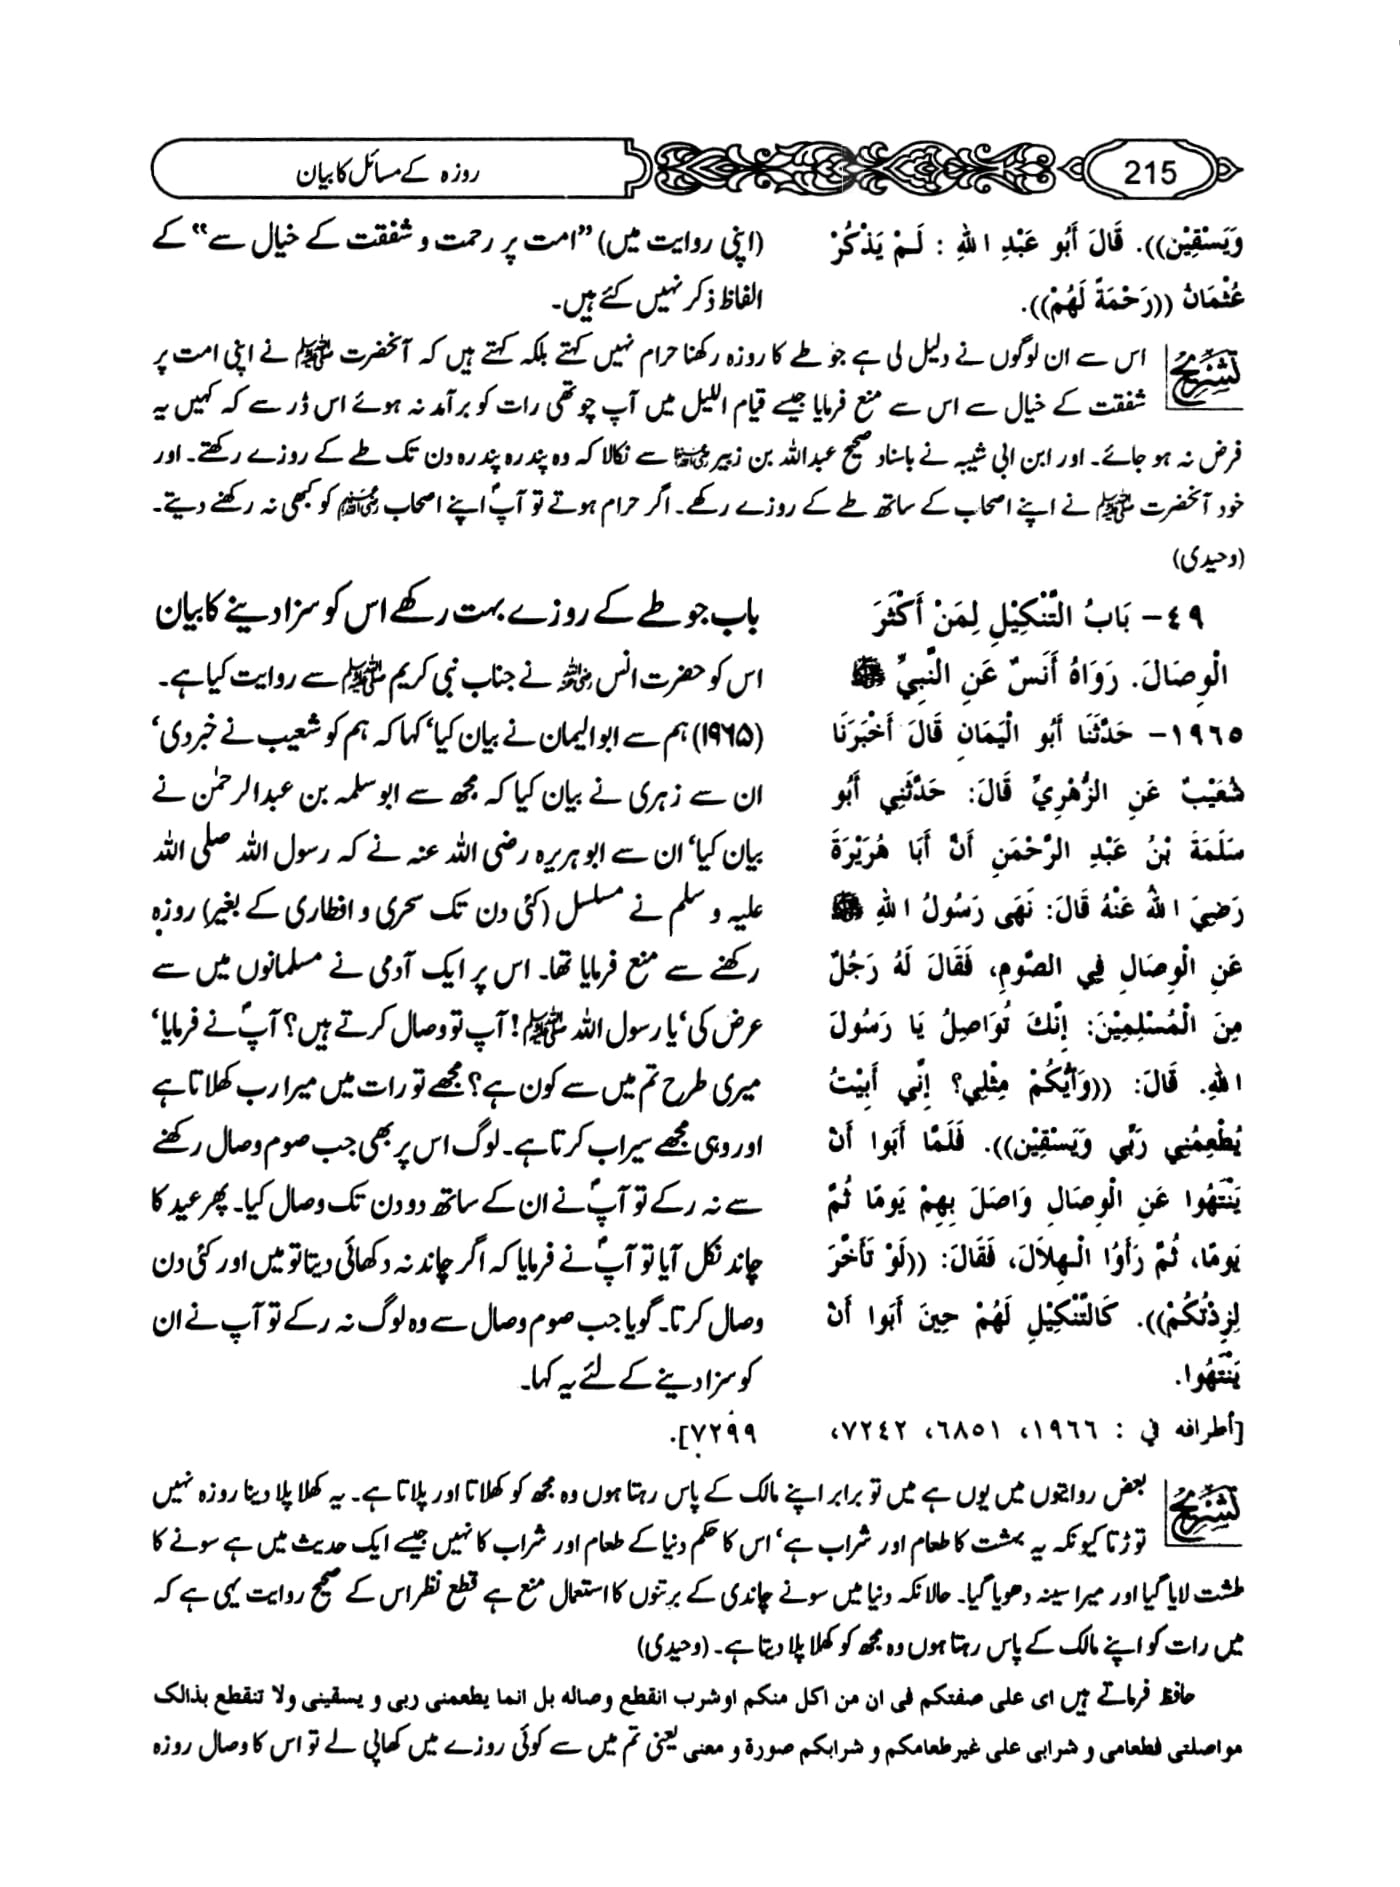 215
روزہ کے مسائل کا بیان
وَيَسْقِيْنِ)). قَالَ أَبُو عَبْدِ اللهِ : لَمْ يَذْكُرْ
عُثْمَانُ ((رَحْمَةً لَهُمْ)).
(اپنی روایت میں) ”امت پر رحمت و شفقت کے خیال سے“ کے
الفاظ ذکر نہیں کئے ہیں۔
تشریح
اس سے ان لوگوں نے دلیل لی ہے جو طے کا روزہ رکھنا حرام نہیں کہتے بلکہ کہتے ہیں کہ آنحضرت ﷺ نے اپنی امت پر
شفقت کے خیال سے اس سے منع فرمایا جیسے قیام اللیل میں آپ چوتھی رات کو برآمد نہ ہوئے اس ڈر سے کہ کہیں یہ
فرض نہ ہو جائے۔ اور ابن ابی شیبہ نے باسناد صحیح عبداللہ بن زبیر رضی اللہ عنہما سے نکالا کہ وہ پندرہ پندرہ دن تک طے کے روزے رکھتے۔ اور
خود آنحضرت ﷺ نے اپنے اصحاب کے ساتھ طے کے روزے رکھے۔ اگر حرام ہوتے تو آپؐ اپنے اصحاب رضی اللہ عنہم کو کبھی نہ رکھنے دیتے۔
(وحیدی)
٤٩- بَابُ التَّنْكِيْلِ لِمَنْ أَكْثَرَ
الْوِصَالَ. رَوَاهُ أَنَسٌ عَنِ النَّبِيِّ ﷺ
١٩٦٥- حَدَّثَنَا أَبُو الْيَمَانِ قَالَ أَخْبَرَنَا
شُعَيْبٌ عَنِ الزُّهْرِيِّ قَالَ: حَدَّثَنِي أَبُو
سَلَمَةَ بْنُ عَبْدِ الرَّحْمَنِ أَنَّ أَبَا هُرَيْرَةَ
رَضِيَ اللهُ عَنْهُ قَالَ: نَهَى رَسُولُ اللهِ ﷺ
عَنِ الْوِصَالِ فِي الصَّومِ، فَقَالَ لَهُ رَجُلٌ
مِنَ الْمُسْلِمِيْنَ: إِنَّكَ تُوَاصِلُ يَا رَسُولَ
اللهِ. قَالَ: ((وَأَيُّكُمْ مِثْلِي؟ إِنِّي أَبِيْتُ
يُطْعِمُنِي رَبِّي وَيَسْقِيْنِ)). فَلَمَّا أَبَوا أَنْ
يَنْتَهُوا عَنِ الْوِصَالِ وَاصَلَ بِهِمْ يَومًا ثُمَّ
يَومًا، ثُمَّ رَأَوُا الْهِلاَلَ، فَقَالَ: ((لَوْ تَأَخَّرَ
لَزِدْتُكُمْ)). كَالتَّنْكِيْلِ لَهُمْ حِينَ أَبَوا أَنْ
يَنْتَهُوا.
[أطرافه في : ١٩٦٦، ٦٨٥١، ٧٢٤٢،
باب جو طے کے روزے بہت رکھے اس کو سزا دینے کا بیان
اس کو حضرت انس رضی اللہ عنہ نے جناب نبی کریم ﷺ سے روایت کیا ہے۔
(۱۹۶۵) ہم سے ابوالیمان نے بیان کیا‘ کہا کہ ہم کو شعیب نے خبر دی‘
ان سے زہری نے بیان کیا کہ مجھ سے ابو سلمہ بن عبدالرحمٰن نے
بیان کیا‘ ان سے ابو ہریرہ رضی اللہ عنہ نے کہ رسول اللہ صلی اللہ
علیہ و سلم نے مسلسل (کئی دن تک سحری و افطاری کے بغیر) روزہ
رکھنے سے منع فرمایا تھا۔ اس پر ایک آدمی نے مسلمانوں میں سے
عرض کی‘ یا رسول اللہ ﷺ! آپ تو وصال کرتے ہیں؟ آپؐ نے فرمایا‘
میری طرح تم میں سے کون ہے؟ مجھے تو رات میں میرا رب کھلاتا ہے
اور وہی مجھے سیراب کرتا ہے۔ لوگ اس پر بھی جب صوم وصال رکھنے
سے نہ رکے تو آپؐ نے ان کے ساتھ دو دن تک وصال کیا۔ پھر عید کا
چاند نکل آیا تو آپؐ نے فرمایا کہ اگر چاند نہ دکھائی دیتا تو میں اور کئی دن
وصال کرتا۔ گویا جب صوم وصال سے وہ لوگ نہ رکے تو آپ نے ان
کو سزا دینے کے لئے یہ کہا۔
٧٢٩٩].
تشریح
بعض روایتوں میں یوں ہے میں تو برابر اپنے مالک کے پاس رہتا ہوں وہ مجھ کو کھلاتا اور پلاتا ہے۔ یہ کھلا پلا دینا روزہ نہیں
توڑتا کیونکہ یہ بہشت کا طعام اور شراب ہے‘ اس کا حکم دنیا کے طعام اور شراب کا نہیں جیسے ایک حدیث میں ہے سونے کا
طشت لایا گیا اور میرا سینہ دھویا گیا۔ حالانکہ دنیا میں سونے چاندی کے برتنوں کا استعمال منع ہے قطع نظر اس کے صحیح روایت یہی ہے کہ
میں رات کو اپنے مالک کے پاس رہتا ہوں وہ مجھ کو کھلا پلا دیتا ہے۔ (وحیدی)
حافظ فرماتے ہیں ای علی صفتکم فی ان من اکل منکم اوشرب انقطع وصاله بل انما یطعمنی ربی و یسقینی ولا تنقطع بذالک
مواصلتی فطعامی و شرابی علی غیر طعامکم و شرابکم صورة و معنی یعنی تم میں سے کوئی روزے میں کھا پی لے تو اس کا وصال روزہ